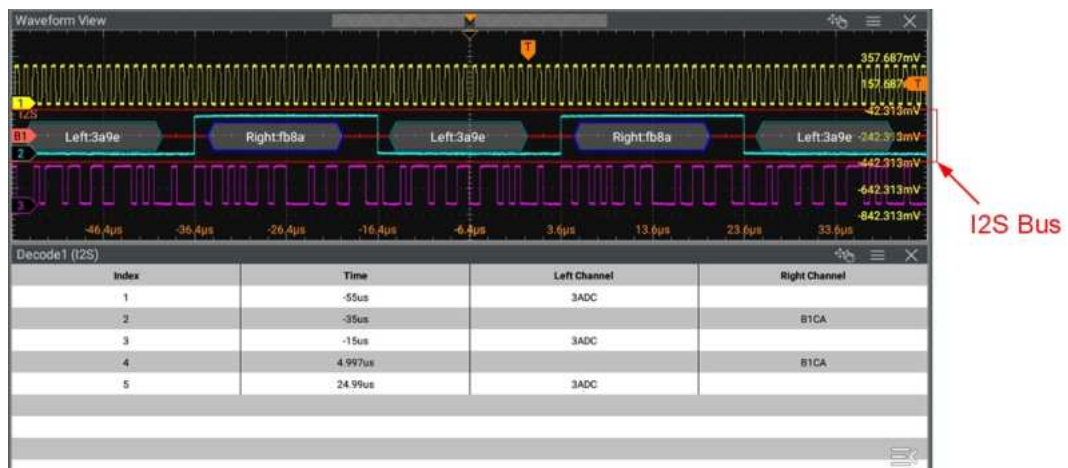 Waveform View
T
357.687mV
157.687
T
1
-42.313mV
I2S
B1
Left:3a9e
Right:fb8a
Left:3a9e
Right:fb8a
Left:3a9e
-242.313mV
2
-442.313mV
-642.313mV
3
-842.313mV
-46.4µs
-36.4µs
-26.4µs
-16.4µs
-6.4µs
3.6µs
13.6µs
23.6µs
33.6µs
I2S Bus
Decode1 (I2S)
Index Time Left Channel Right Channel
1 -55us 3ADC
2 -35us B1CA
3 -15us 3ADC
4 4.997us B1CA
5 24.99us 3ADC